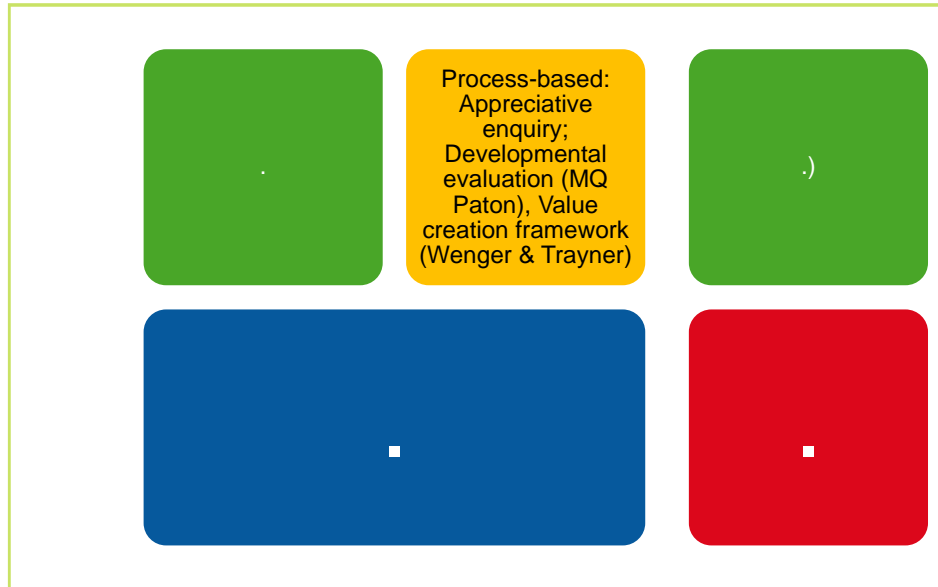 .
Process-based:
Appreciative
enquiry;
Developmental
evaluation (MQ
Paton), Value
creation framework
(Wenger & Trayner)
.)
.
.